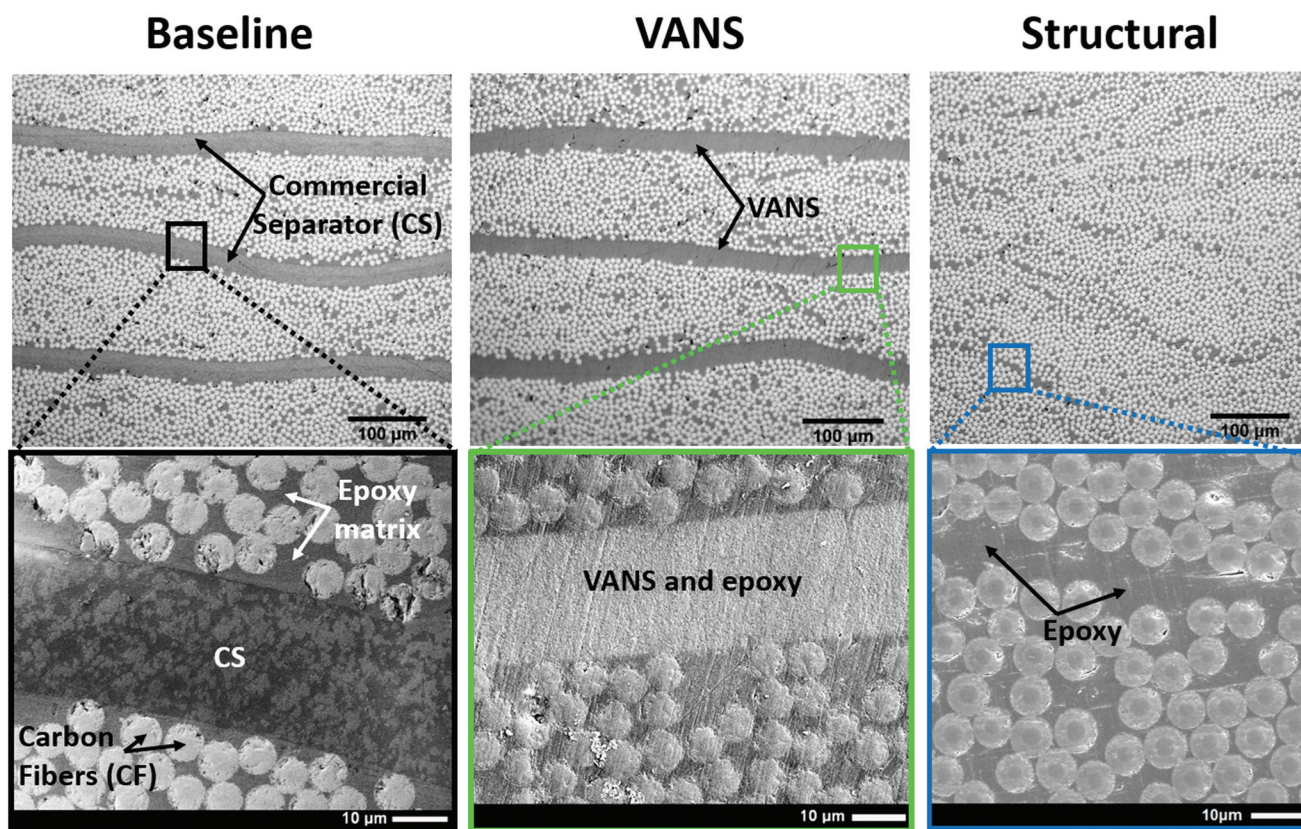 Baseline
VANS
Structural
Commercial
Separator (CS)
VANS
100 µm
100 µm
100 µm
Epoxy
matrix
CS
Carbon
Fibers (CF)
10 µm
VANS and epoxy
10 µm
Epoxy
10µm